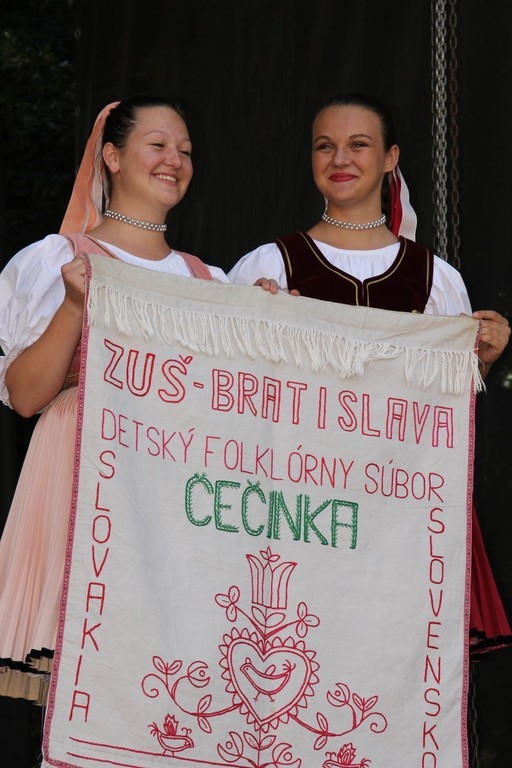 ZUŠ-BRATISLAVA
DETSKÝ FOLKLÓRNY SÚBOR
ČEČINKA
SLOVAKIA
SLOVENSKO